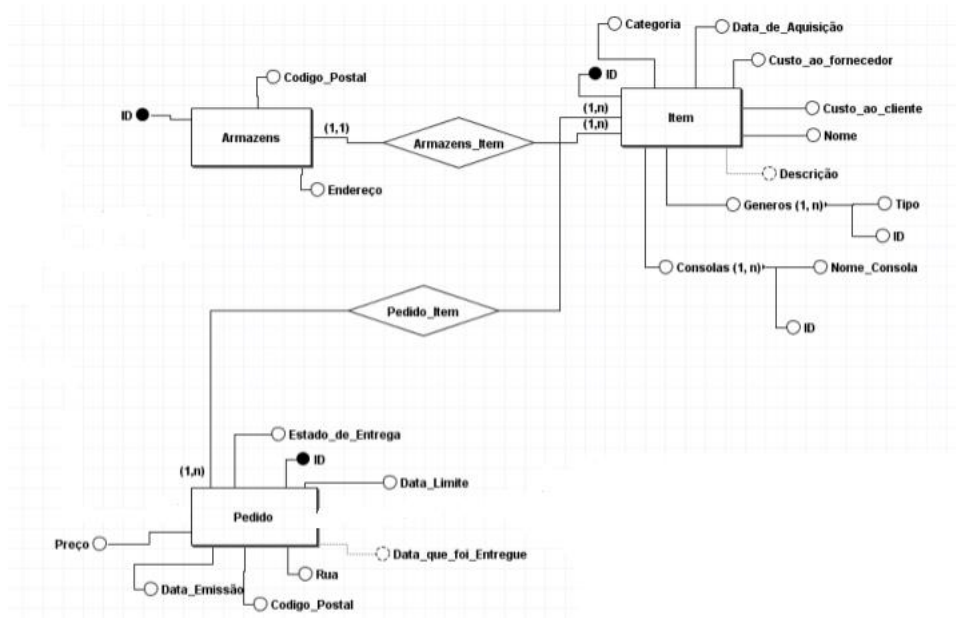 Categoria
Data_de_Aquisição
Custo_ao_fornecedor
ID
Codigo_Postal
ID
Armazens
(1,1)
Armazens_Item
(1,n)
(1,n)
Item
Custo_ao_cliente
Nome
Endereço
Descrição
Generos (1, n)
Tipo
ID
Consolas (1, n)
Nome_Consola
ID
Pedido_Item
Estado_de_Entrega
(1,n)
ID
Data_Limite
Pedido
Preço
Data_que_foi_Entregue
Rua
Data_Emissão
Codigo_Postal